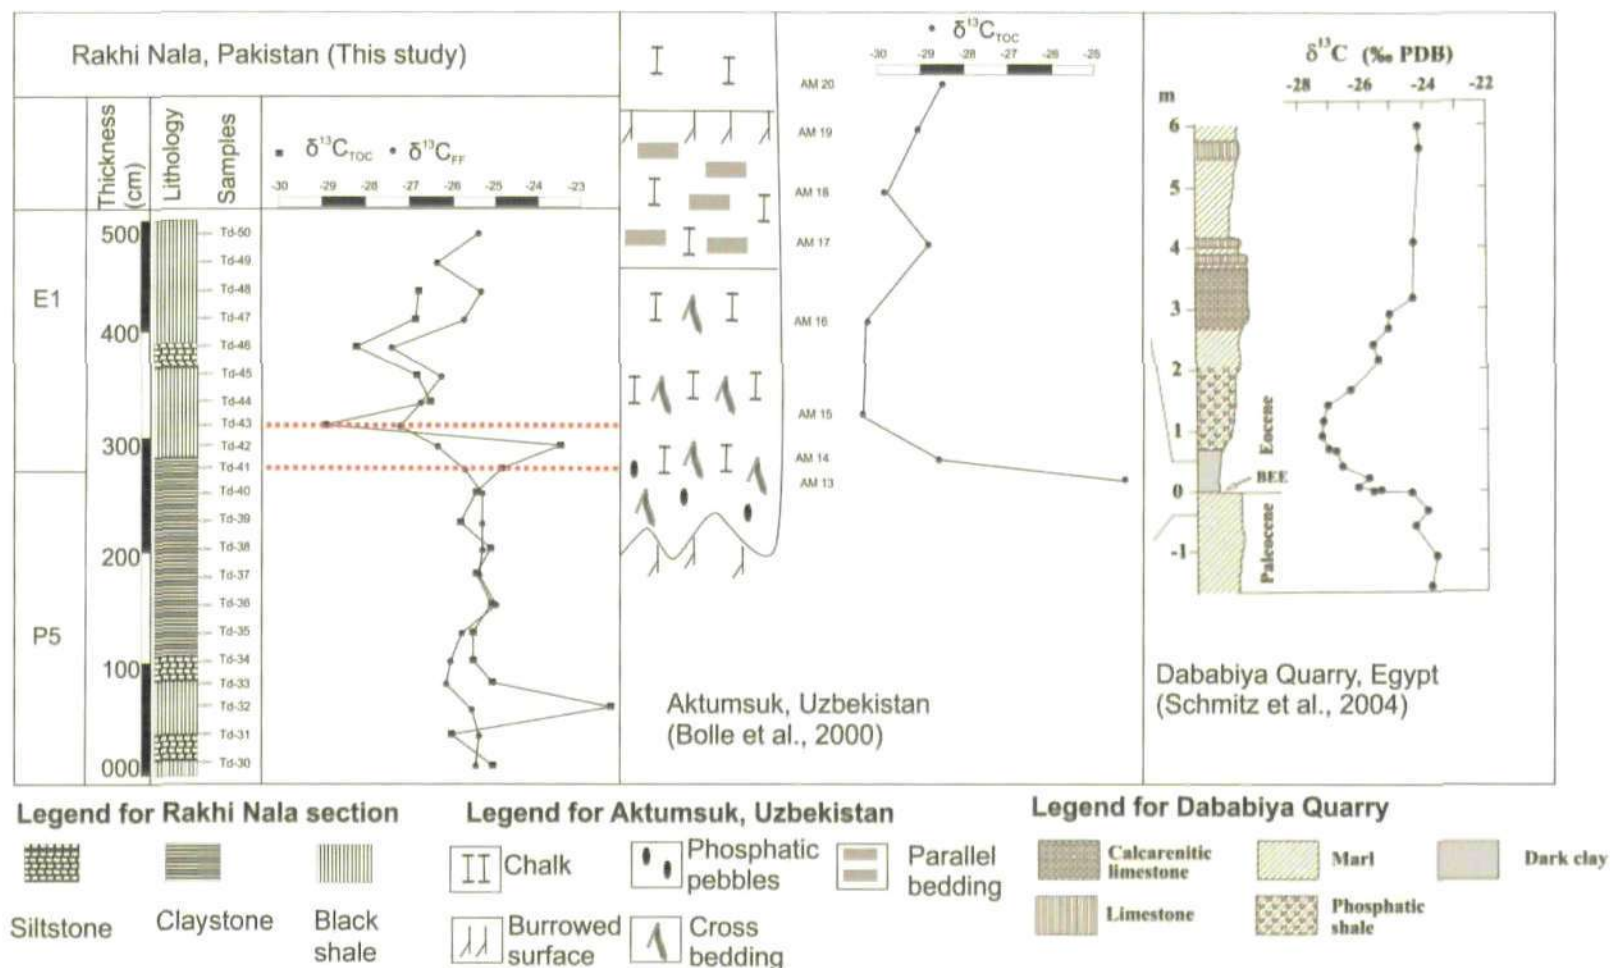 Rakhi Nala, Pakistan (This study)
Thickness
(cm)
Lithology
Samples
δ13CTOC
δ13CFF
-30
-29
-28
-27
-26
-25
-24
-23
E1
P5
500
400
300
200
100
000
Td-50
Td-49
Td-48
Td-47
Td-46
Td-45
Td-44
Td-43
Td-42
Td-41
Td-40
Td-39
Td-38
Td-37
Td-36
Td-35
Td-34
Td-33
Td-32
Td-31
Td-30
δ13CTOC
-30
-29
-28
-27
-26
-25
AM 20
AM 19
AM 18
AM 17
AM 16
AM 15
AM 14
AM 13
Aktumsuk, Uzbekistan
(Bolle et al., 2000)
δ13C (‰ PDB)
-28
-26
-24
-22
m
6
5
4
3
2
1
0
-1
Eocene
BEE
Paleocene
Dababiya Quarry, Egypt
(Schmitz et al., 2004)
Legend for Rakhi Nala section
Siltstone
Claystone
Black
shale
Legend for Aktumsuk, Uzbekistan
Chalk
Phosphatic
pebbles
Parallel
bedding
Burrowed
surface
Cross
bedding
Legend for Dababiya Quarry
Calcarenitic
limestone
Marl
Dark clay
Limestone
Phosphatic
shale